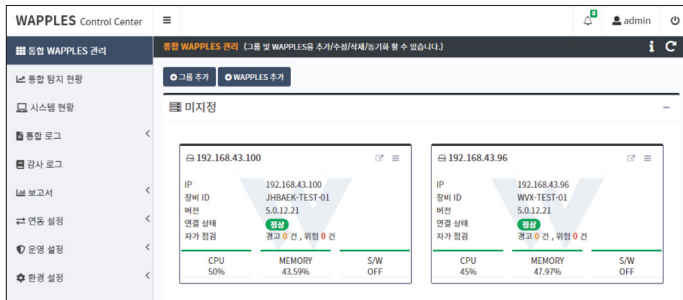 WAPPLES Control Center
0
admin
통합 WAPPLES 관리
통합 탐지 현황
시스템 현황
통합 로그
감사 로그
보고서
연동 설정
운영 설정
환경 설정
통합 WAPPLES 관리 (그룹 및 WAPPLES을 추가/수정/삭제/동기화 할 수 있습니다.)
그룹 추가 WAPPLES 추가
미지정
192.168.43.100
IP 192.168.43.100
장비 ID JHBAEK-TEST-01
버전 5.0.12.21
연결 상태 정상
자가 점검 경고 0 건 , 위험 0 건
CPU MEMORY S/W
50% 43.59% OFF
192.168.43.96
IP 192.168.43.96
장비 ID WVX-TEST-01
버전 5.0.12.21
연결 상태 정상
자가 점검 경고 0 건 , 위험 0 건
CPU MEMORY S/W
45% 47.97% OFF